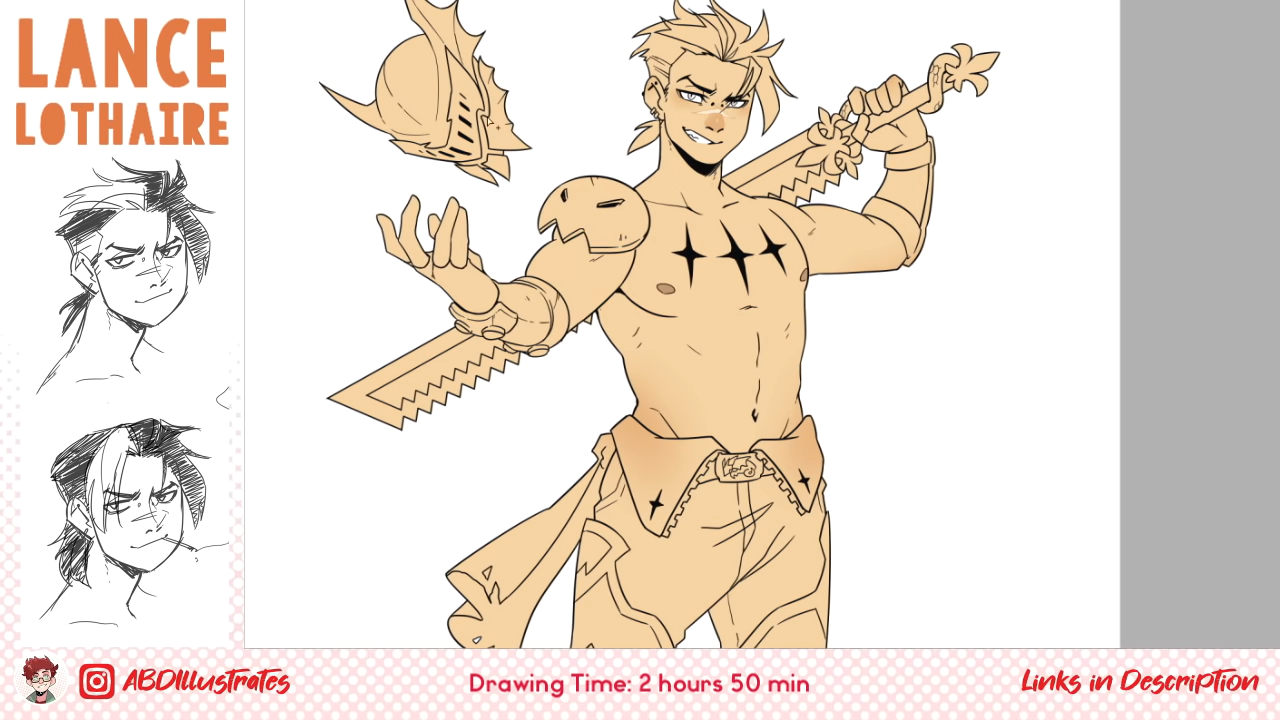 LANCE
LOTHAIRE
ABDIllustrates
Drawing Time: 2 hours 50 min
Links in Description